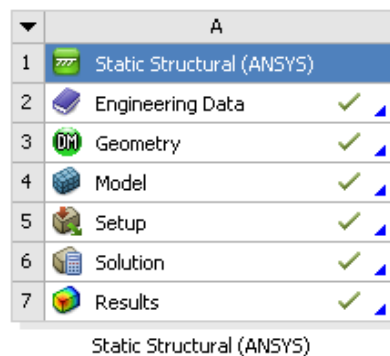 A
1 Static Structural (ANSYS)
2 Engineering Data
3 DM Geometry
4 Model
5 Setup
6 Solution
7 Results
Static Structural (ANSYS)